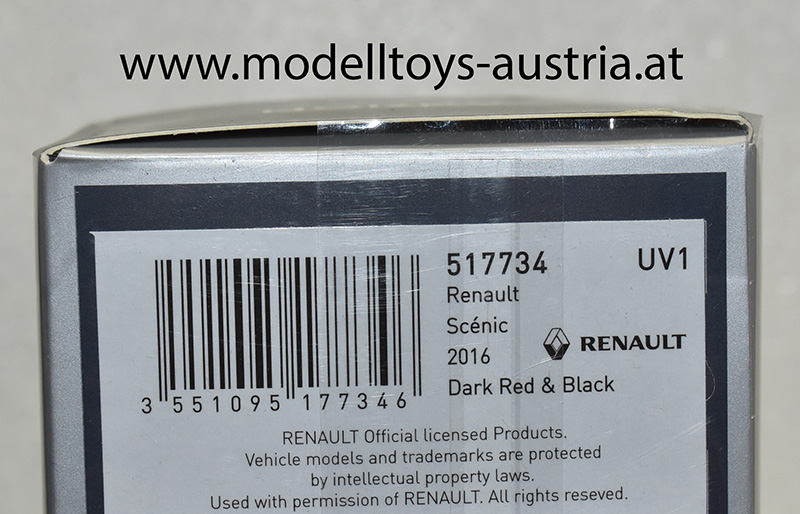 www.modelltoys-austria.at
517734 UV1
Renault
Scénic
2016
RENAULT
Dark Red & Black
3 551095 177346
RENAULT Official licensed Products.
Vehicle models and trademarks are protected
by intellectual property laws.
Used with permission of RENAULT. All rights reseved.